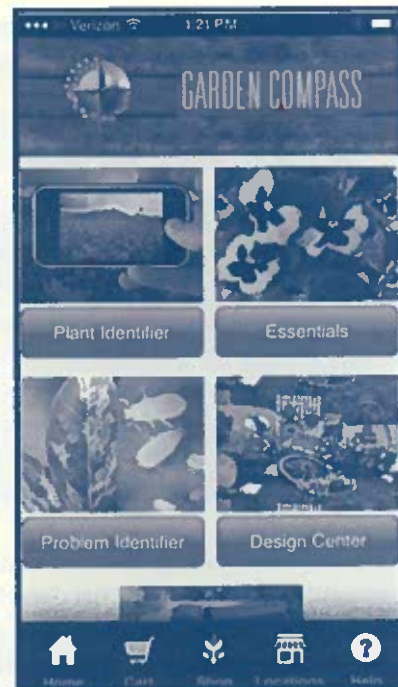 Verizon 1:21 PM
GARDEN COMPASS
Plant Identifier Essentials
Problem Identifier Design Center
Home Cart Shop Locations Help